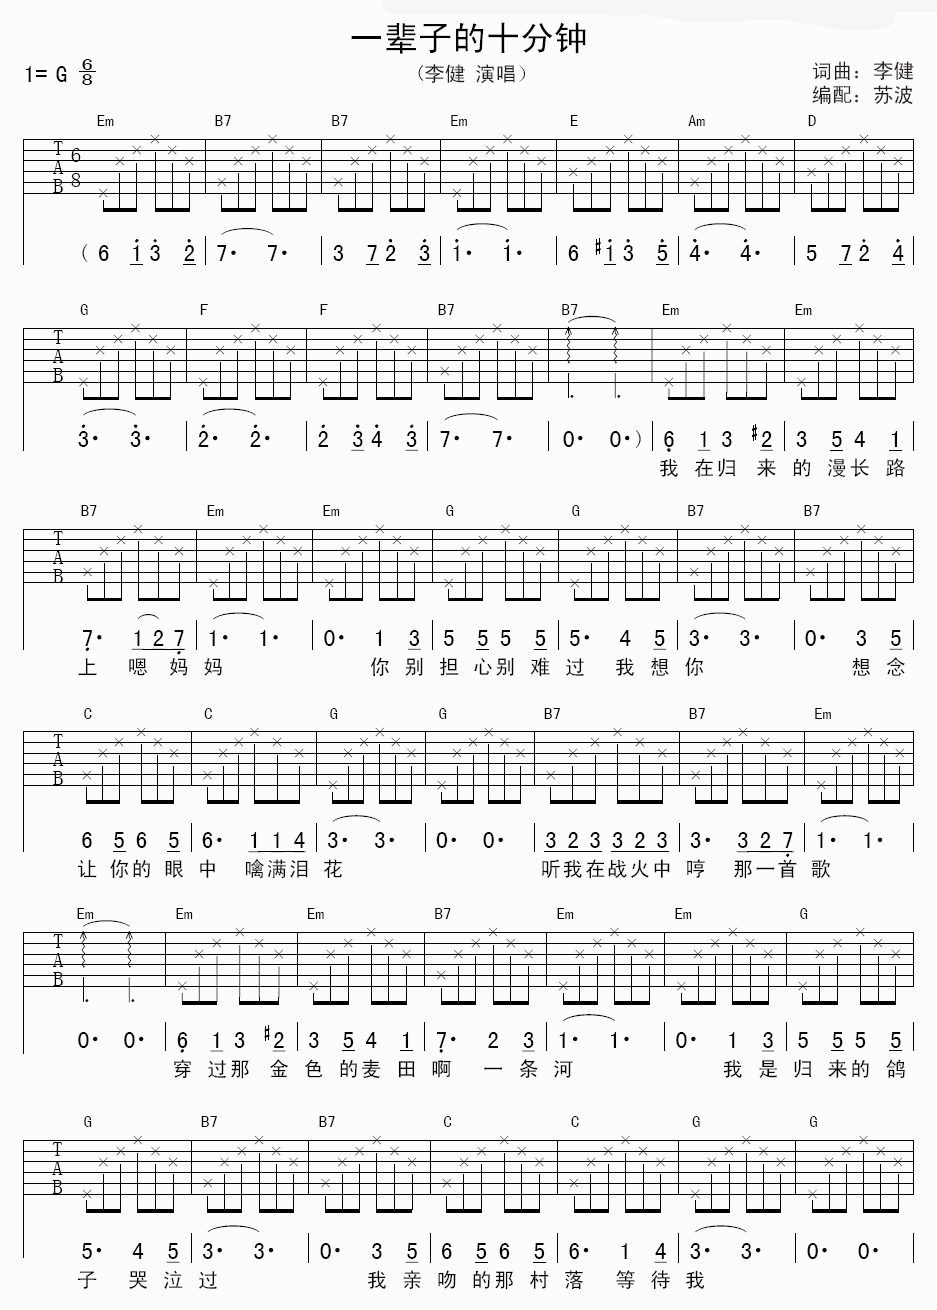 一辈子的十分钟
1= G 6/8
(李健 演唱)
词曲：李健
编配：苏波
Em B7 B7 Em E Am D
T A B 6 8
( 6 1 3 2 | 7· 7· | 3 7 2 3 | 1· 1· | 6 #1 3 5 | 4· 4· | 5 7 2 4
G F F B7 B7 Em Em
T A B
3· 3· | 2· 2· | 2 3 4 3 | 7· 7· | 0· 0· ) | 6 1 3 #2 | 3 5 4 1
我 在归 来 的 漫长 路
B7 Em Em G G B7 B7
T A B
7· 1 2 7 | 1· 1· | 0· 1 3 | 5 5 5 5 | 5· 4 5 | 3· 3· | 0· 3 5
上 嗯 妈 妈 你 别 担 心别 难 过 我 想 你 想 念
C C G G B7 B7 Em
T A B
6 5 6 5 | 6· 1 1 4 | 3· 3· | 0· 0· | 3 2 3 3 2 3 | 3· 3 2 7 | 1· 1·
让 你的 眼 中 噙满泪 花 听我在战火中 哼 那一首 歌
Em Em Em B7 Em Em G
T A B
0· 0· | 6 1 3 #2 | 3 5 4 1 | 7· 2 3 | 1· 1· | 0· 1 3 | 5 5 5 5
穿 过那 金 色 的麦 田 啊 一 条 河 我 是 归 来的 鸽
G B7 B7 C C G G
T A B
5· 4 5 | 3· 3· | 0· 3 5 | 6 5 6 5 | 6· 1 4 | 3· 3· | 0· 0·
子 哭 泣 过 我 亲 吻 的那 村 落 等 待 我